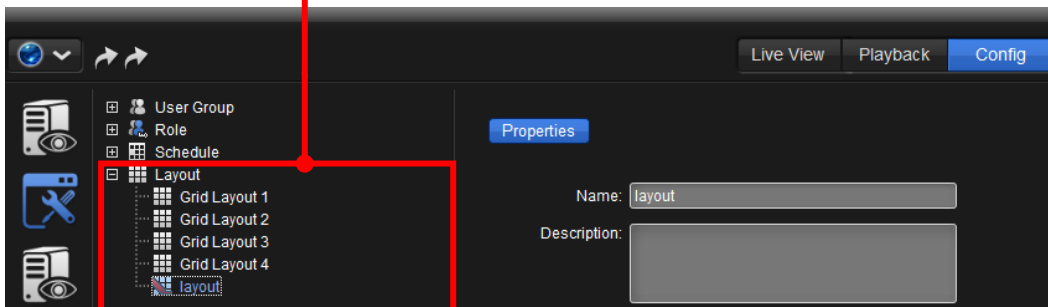 Live View Playback Config
User Group
Role
Properties
Schedule
Layout
Grid Layout 1
Name: layout
Grid Layout 2
Description:
Grid Layout 3
Grid Layout 4
layout